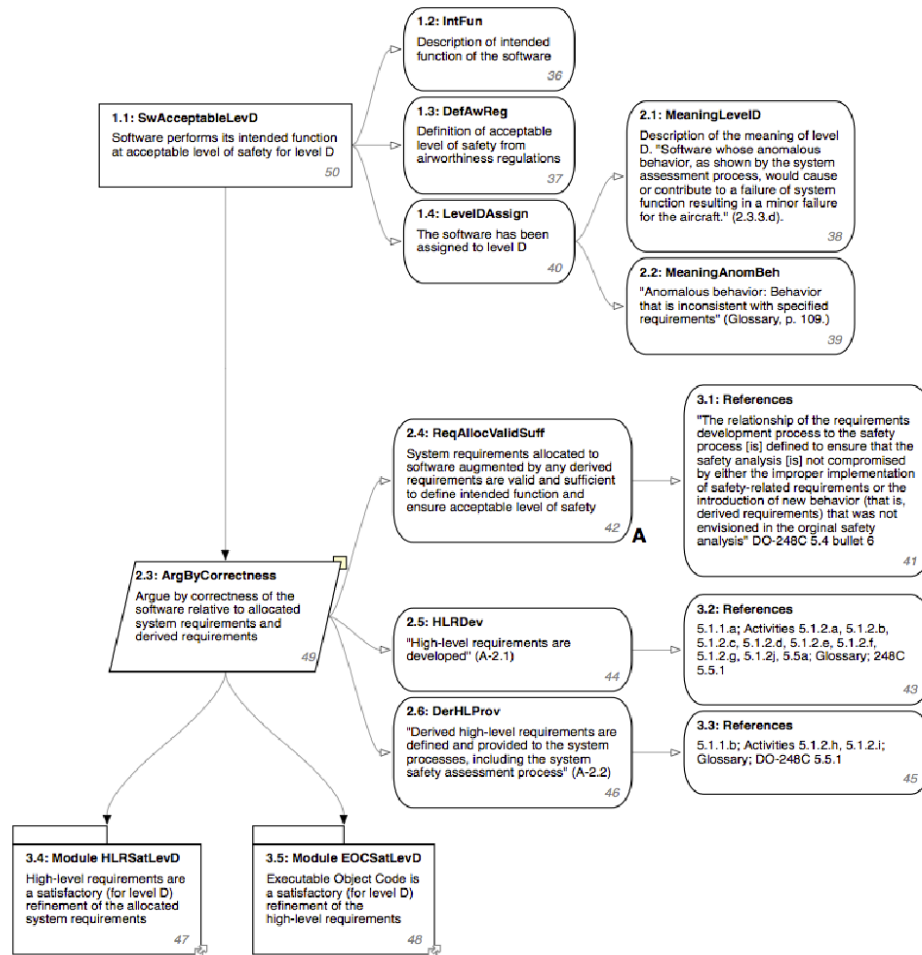 1.2: IntFun
Description of intended
function of the software
36
1.1: SwAcceptableLevD
Software performs its intended function
at acceptable level of safety for level D
50
1.3: DefAwReg
Definition of acceptable
level of safety from
airworthiness regulations
37
1.4: LevelDAssign
The software has been
assigned to level D
40
2.1: MeaningLevelD
Description of the meaning of level
D. "Software whose anomalous
behavior, as shown by the system
assessment process, would cause
or contribute to a failure of system
function resulting in a minor failure
for the aircraft." (2.3.3.d).
38
2.2: MeaningAnomBeh
"Anomalous behavior: Behavior
that is inconsistent with specified
requirements" (Glossary, p. 109.)
39
2.4: ReqAllocValidSuff
System requirements allocated to
software augmented by any derived
requirements are valid and sufficient
to define intended function and
ensure acceptable level of safety
42
A
3.1: References
"The relationship of the requirements
development process to the safety
process [is] defined to ensure that the
safety analysis [is] not compromised
by either the improper implementation
of safety-related requirements or the
introduction of new behavior (that is,
derived requirements) that was not
envisioned in the orginal safety
analysis" DO-248C 5.4 bullet 6
41
2.3: ArgByCorrectness
Argue by correctness of the
software relative to allocated
system requirements and
derived requirements
49
2.5: HLRDev
"High-level requirements are
developed" (A-2.1)
44
3.2: References
5.1.1.a; Activities 5.1.2.a, 5.1.2.b,
5.1.2.c, 5.1.2.d, 5.1.2.e, 5.1.2.f,
5.1.2.g, 5.1.2j, 5.5a; Glossary; 248C
5.5.1
43
2.6: DerHLProv
"Derived high-level requirements are
defined and provided to the system
processes, including the system
safety assessment process" (A-2.2)
46
3.3: References
5.1.1.b; Activities 5.1.2.h, 5.1.2.i;
Glossary; DO-248C 5.5.1
45
3.4: Module HLRSatLevD
High-level requirements are
a satisfactory (for level D)
refinement of the allocated
system requirements
47
3.5: Module EOCSatLevD
Executable Object Code is
a satisfactory (for level D)
refinement of the
high-level requirements
48